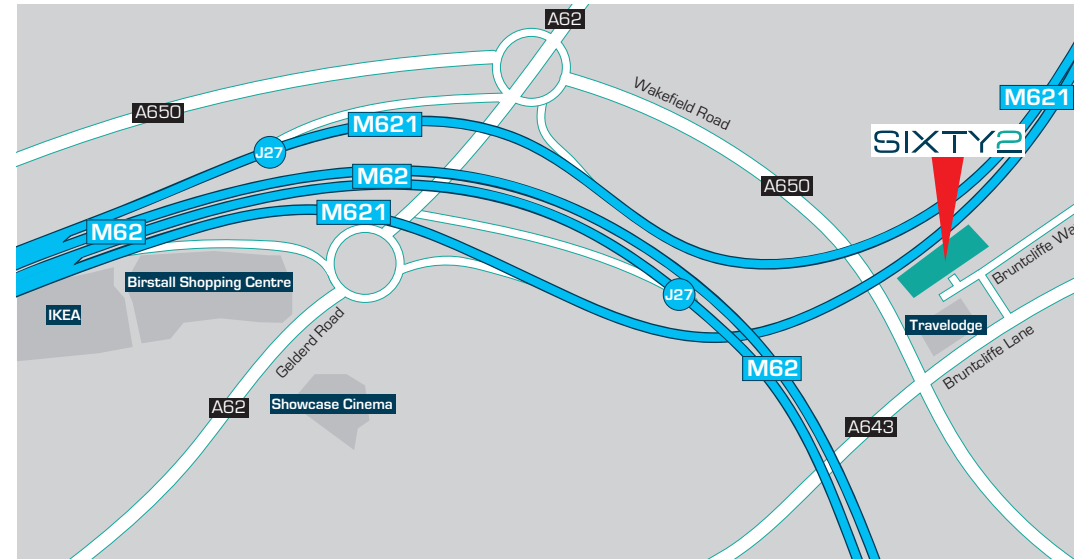 A62
Wakefield Road
M621
A650
M621
J27
SIXTY2
M62
A650
M621
M62
Bruntcliffe Wa
Birstall Shopping Centre
J27
IKEA
Travelodge
Gelderd Road
Bruntcliffe Lane
M62
A62
Showcase Cinema
A643